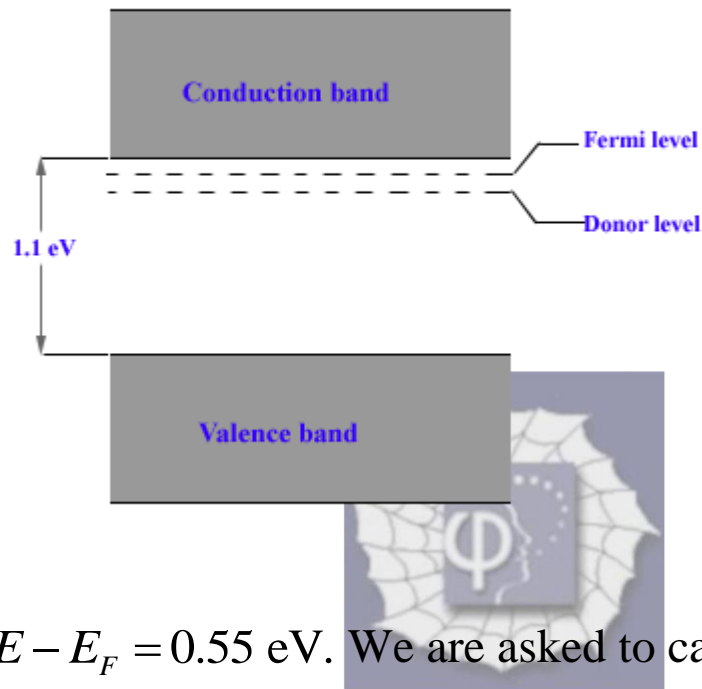 Conduction band
Fermi level
Donor level
1.1 eV
Valence band
φ
E − E_F = 0.55 eV. We are asked to ca